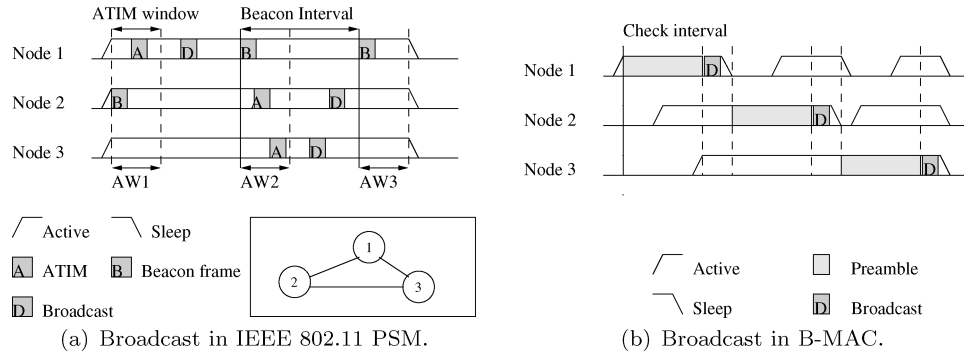 ATIM window
Beacon Interval
Node 1
A
D
B
B
Node 2
B
A
D
Node 3
A
D
AW1
AW2
AW3
Active
Sleep
A
ATIM
B
Beacon frame
D
Broadcast
1
2
3
(a) Broadcast in IEEE 802.11 PSM.
Check interval
Node 1
D
Node 2
D
Node 3
D
Active
Preamble
Sleep
D
Broadcast
(b) Broadcast in B-MAC.